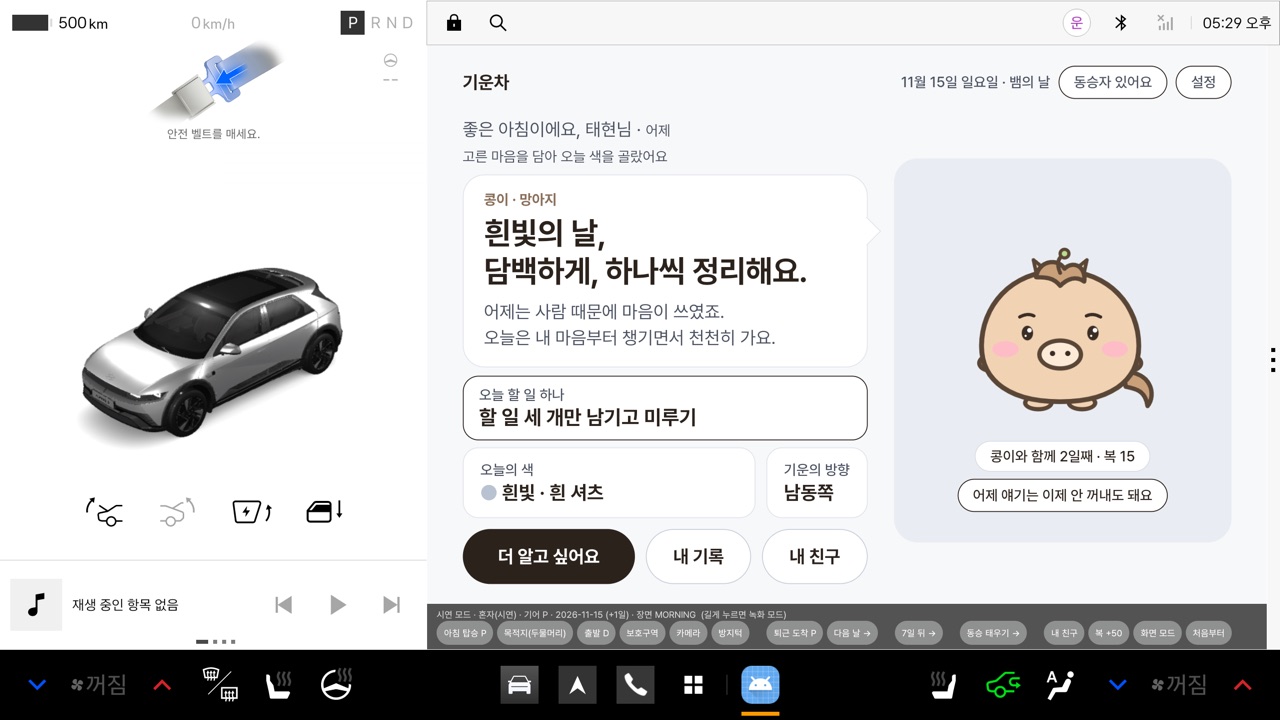 500 km
0 km/h
P R N D
안전 벨트를 매세요.
재생 중인 항목 없음
운
05:29 오후
기운차
11월 15일 일요일 · 뱀의 날
동승자 있어요
설정
좋은 아침이에요, 태현님 · 어제
고른 마음을 담아 오늘 색을 골랐어요
콩이 · 망아지
흰빛의 날,
담백하게, 하나씩 정리해요.
어제는 사람 때문에 마음이 쓰였죠.
오늘은 내 마음부터 챙기면서 천천히 가요.
오늘 할 일 하나
할 일 세 개만 남기고 미루기
오늘의 색
흰빛 · 흰 셔츠
기운의 방향
남동쪽
더 알고 싶어요
내 기록
내 친구
콩이와 함께 2일째 · 복 15
어제 얘기는 이제 안 꺼내도 돼요
시연 모드 · 혼자(시연) · 기어 P · 2026-11-15 (+1일) · 장면 MORNING (길게 누르면 녹화 모드)
아침 탑승 P
목적지(두물머리)
출발 D
보호구역
카메라
방지턱
퇴근 도착 P
다음 날 →
7일 뒤 →
동승 태우기 →
내 친구
복 +50
화면 모드
처음부터
꺼짐
A
꺼짐